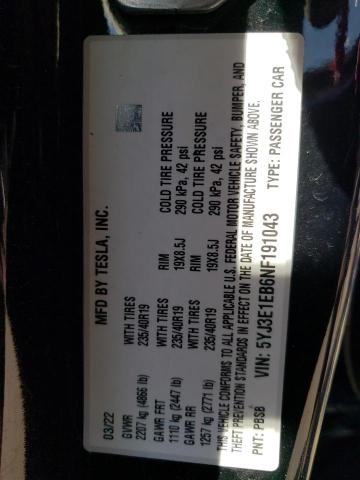 MFD BY TESLA, INC.
03/22
GVWR
2207 kg (4866 lb) WITH TIRES 235/40R19 RIM 19X8.5J COLD TIRE PRESSURE 290 kPa, 42 psi
GAWR FRT
1110 kg (2447 lb) WITH TIRES 235/40R19 RIM 19X8.5J COLD TIRE PRESSURE 290 kPa, 42 psi
GAWR RR
1257 kg (2771 lb)
THIS VEHICLE CONFORMS TO ALL APPLICABLE U.S. FEDERAL MOTOR VEHICLE SAFETY, BUMPER, AND
THEFT PREVENTION STANDARDS IN EFFECT ON THE DATE OF MANUFACTURE SHOWN ABOVE.
VIN: 5YJ3E1EB6NF191043 TYPE: PASSENGER CAR
PNT: PBSB